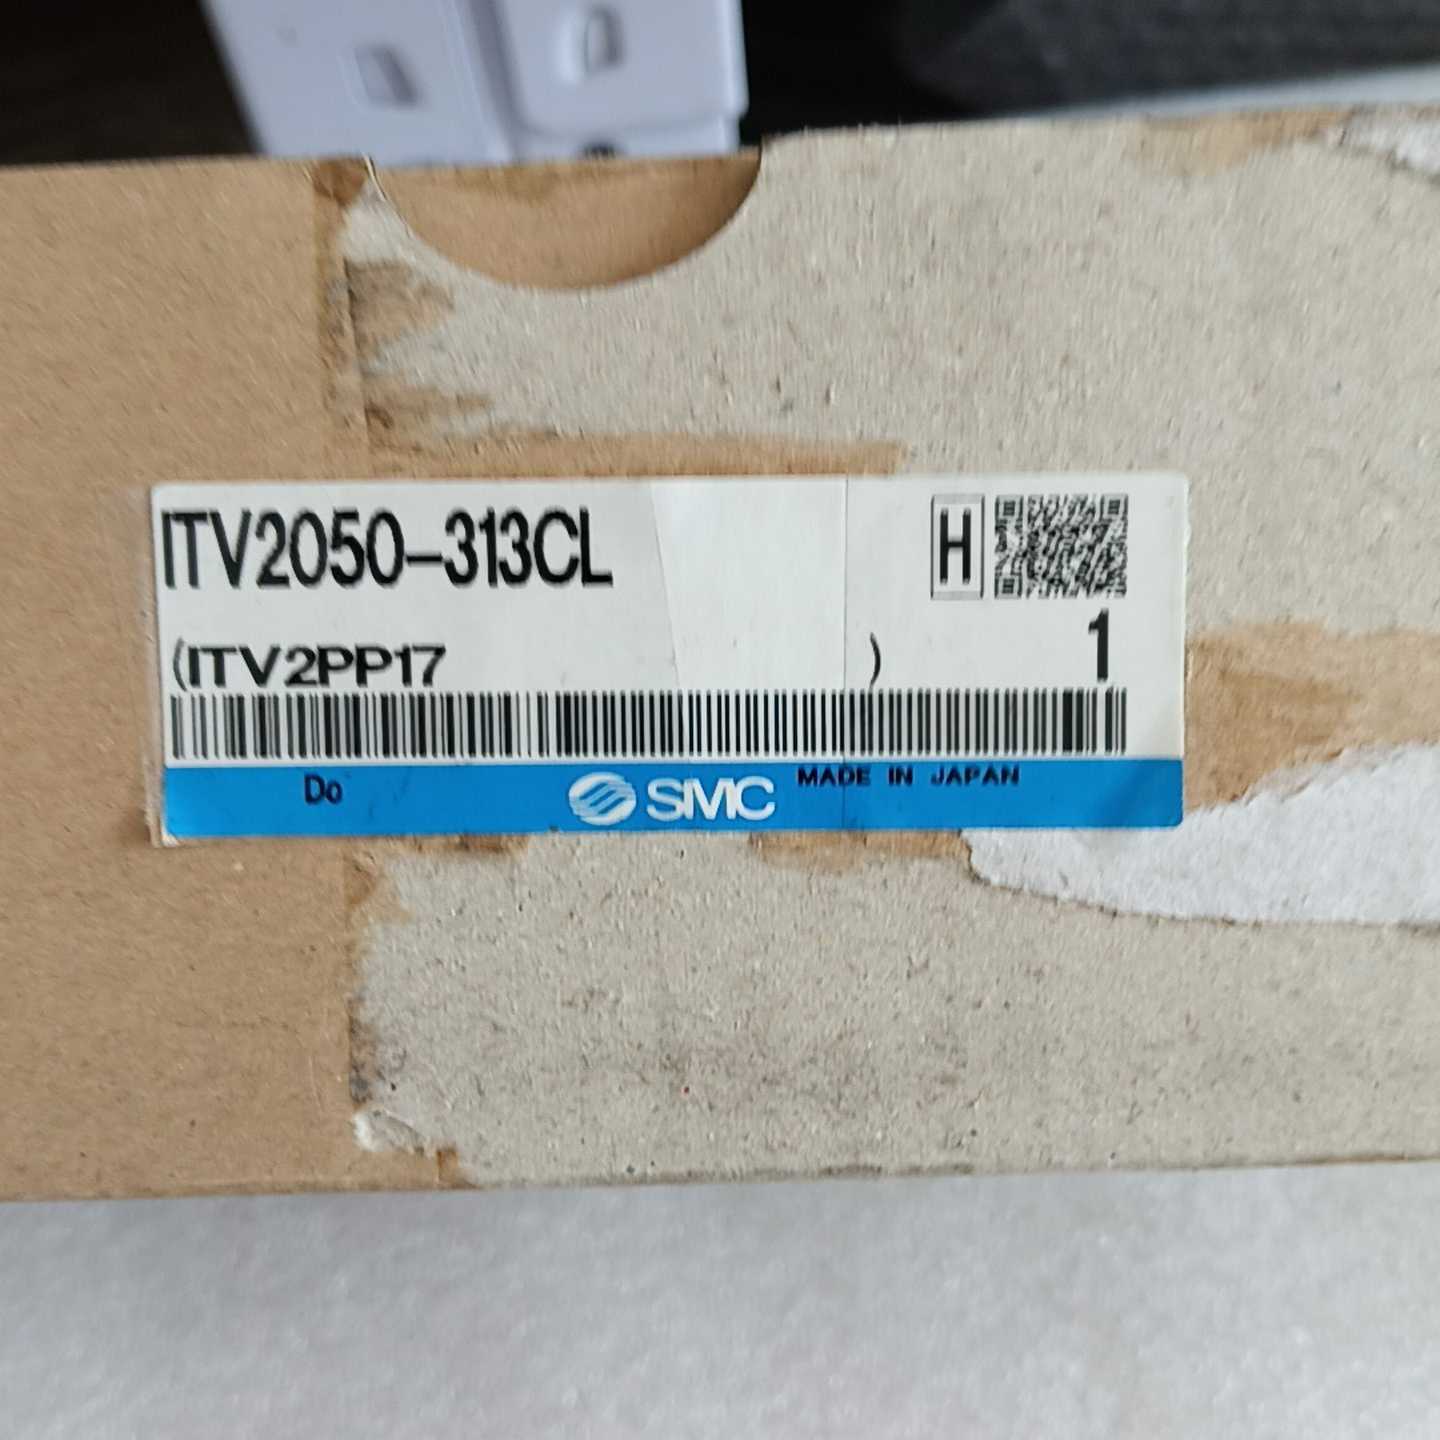 ITV2050-313CL
H
(ITV2PP17 )
1
Do
SMC
MADE IN JAPAN